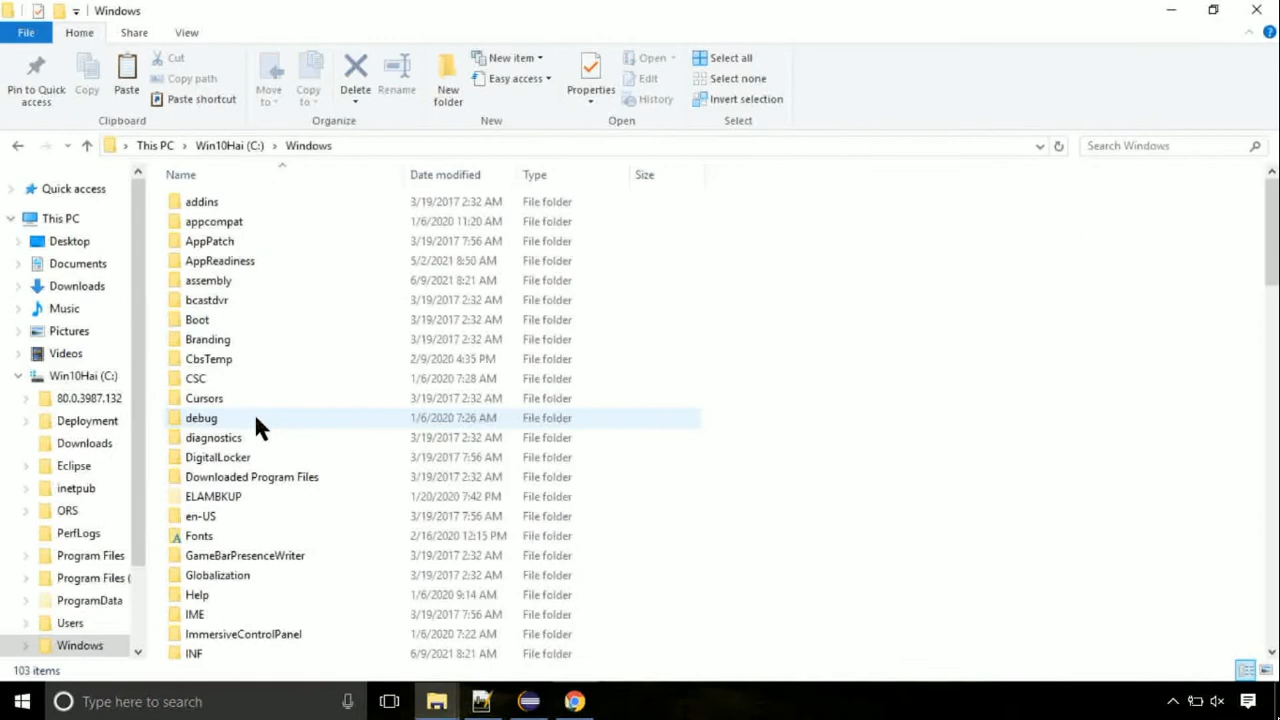 Windows
File Home Share View
Pin to Quick access
Copy
Paste
Cut
Copy path
Paste shortcut
Clipboard
Move to
Copy to
Delete
Rename
Organize
New folder
New item
Easy access
New
Properties
Open
Edit
History
Open
Select all
Select none
Invert selection
Select
This PC > Win10Hai (C:) > Windows
Search Windows
Quick access
This PC
Desktop
Documents
Downloads
Music
Pictures
Videos
Win10Hai (C:)
80.0.3987.132
Deployment
Downloads
Eclipse
inetpub
ORS
PerfLogs
Program Files
Program Files (
ProgramData
Users
Windows
Name Date modified Type Size
addins 3/19/2017 2:32 AM File folder
appcompat 1/6/2020 11:20 AM File folder
AppPatch 3/19/2017 7:56 AM File folder
AppReadiness 5/2/2021 8:50 AM File folder
assembly 6/9/2021 8:21 AM File folder
bcastdvr 3/19/2017 2:32 AM File folder
Boot 3/19/2017 2:32 AM File folder
Branding 3/19/2017 2:32 AM File folder
CbsTemp 2/9/2020 4:35 PM File folder
CSC 1/6/2020 7:28 AM File folder
Cursors 3/19/2017 2:32 AM File folder
debug 1/6/2020 7:26 AM File folder
diagnostics 3/19/2017 2:32 AM File folder
DigitalLocker 3/19/2017 7:56 AM File folder
Downloaded Program Files 3/19/2017 2:32 AM File folder
ELAMBKUP 1/20/2020 7:42 PM File folder
en-US 3/19/2017 7:56 AM File folder
Fonts 2/16/2020 12:15 PM File folder
GameBarPresenceWriter 3/19/2017 2:32 AM File folder
Globalization 3/19/2017 2:32 AM File folder
Help 1/6/2020 9:14 AM File folder
IME 3/19/2017 7:56 AM File folder
ImmersiveControlPanel 1/6/2020 7:22 AM File folder
INF 6/9/2021 8:21 AM File folder
103 items
Type here to search